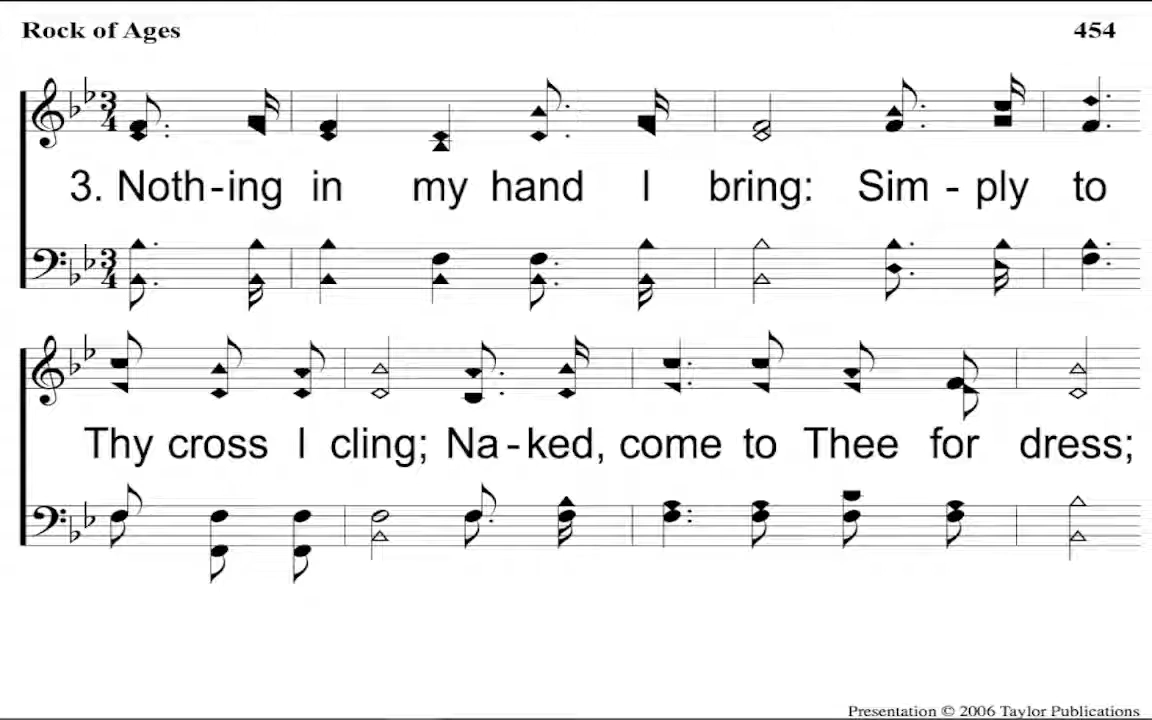 Rock of Ages 454
3. Noth-ing in my hand I bring: Sim - ply to
Thy cross I cling; Na-ked, come to Thee for dress;
Presentation © 2006 Taylor Publications